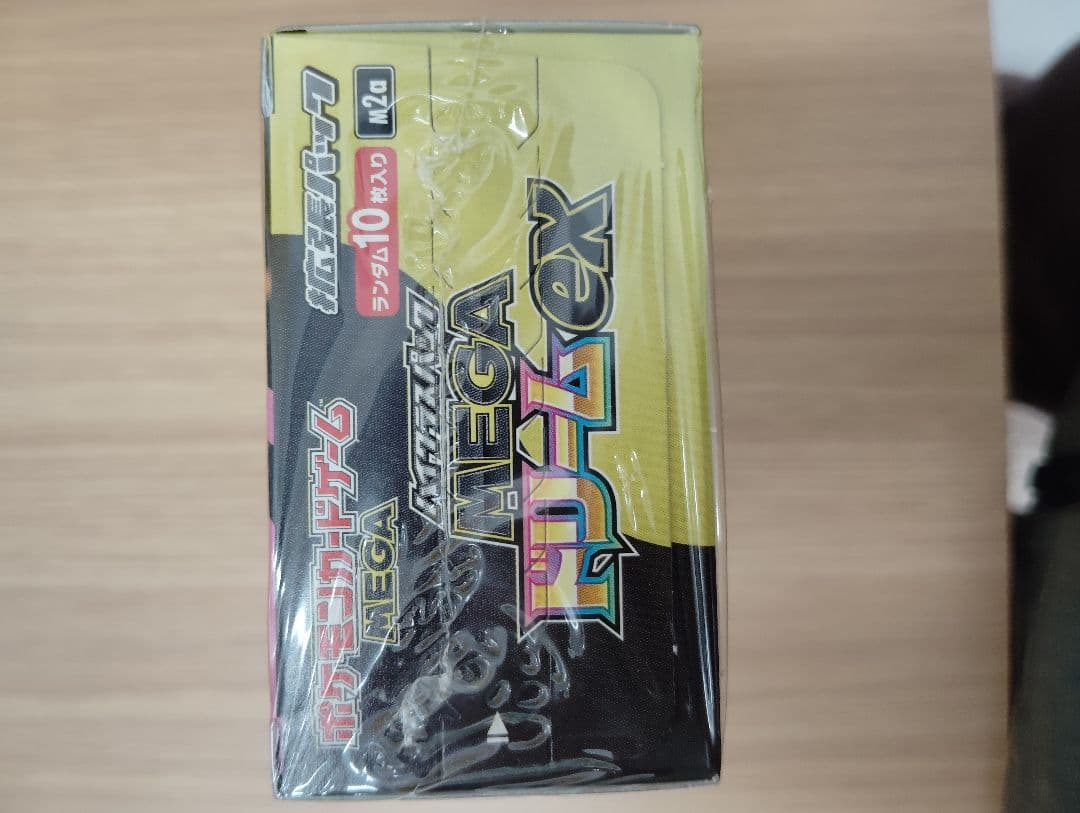 ポケモンカードゲーム
MEGA
拡張パック
ランダム10枚入り
M2a
ハイクラスパック
MEGA
ドリームex